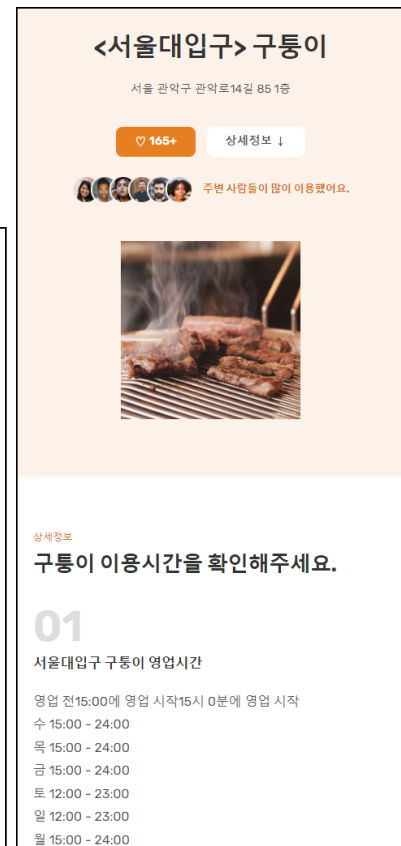 <서울대입구> 구퉁이
서울 관악구 관악로14길 85 1층
♡ 165+
상세정보 ↓
주변 사람들이 많이 이용했어요.
상세정보
구퉁이 이용시간을 확인해주세요.
01
서울대입구 구퉁이 영업시간
영업 전15:00에 영업 시작15시 0분에 영업 시작
수 15:00 - 24:00
목 15:00 - 24:00
금 15:00 - 24:00
토 12:00 - 23:00
일 12:00 - 23:00
월 15:00 - 24:00